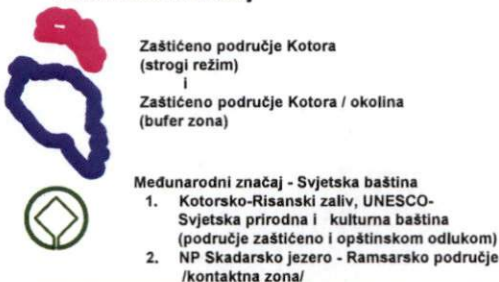 Zaštićeno područje Kotora
(strogi režim)
i
Zaštićeno područje Kotora / okolina
(bufer zona)
Međunarodni značaj - Svjetska baština
1. Kotorsko-Risanski zaliv, UNESCO-
Svjetska prirodna i kulturna baština
(područje zaštićeno i opštinskom odlukom)
2. NP Skadarsko jezero - Ramsarsko područje
/kontaktna zona/